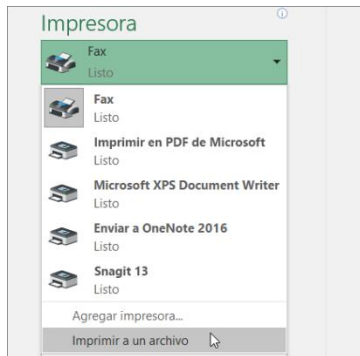 Impresora
Fax
Listo
Fax
Listo
Imprimir en PDF de Microsoft
Listo
Microsoft XPS Document Writer
Listo
Enviar a OneNote 2016
Listo
Snagit 13
Listo
Agregar impresora...
Imprimir a un archivo